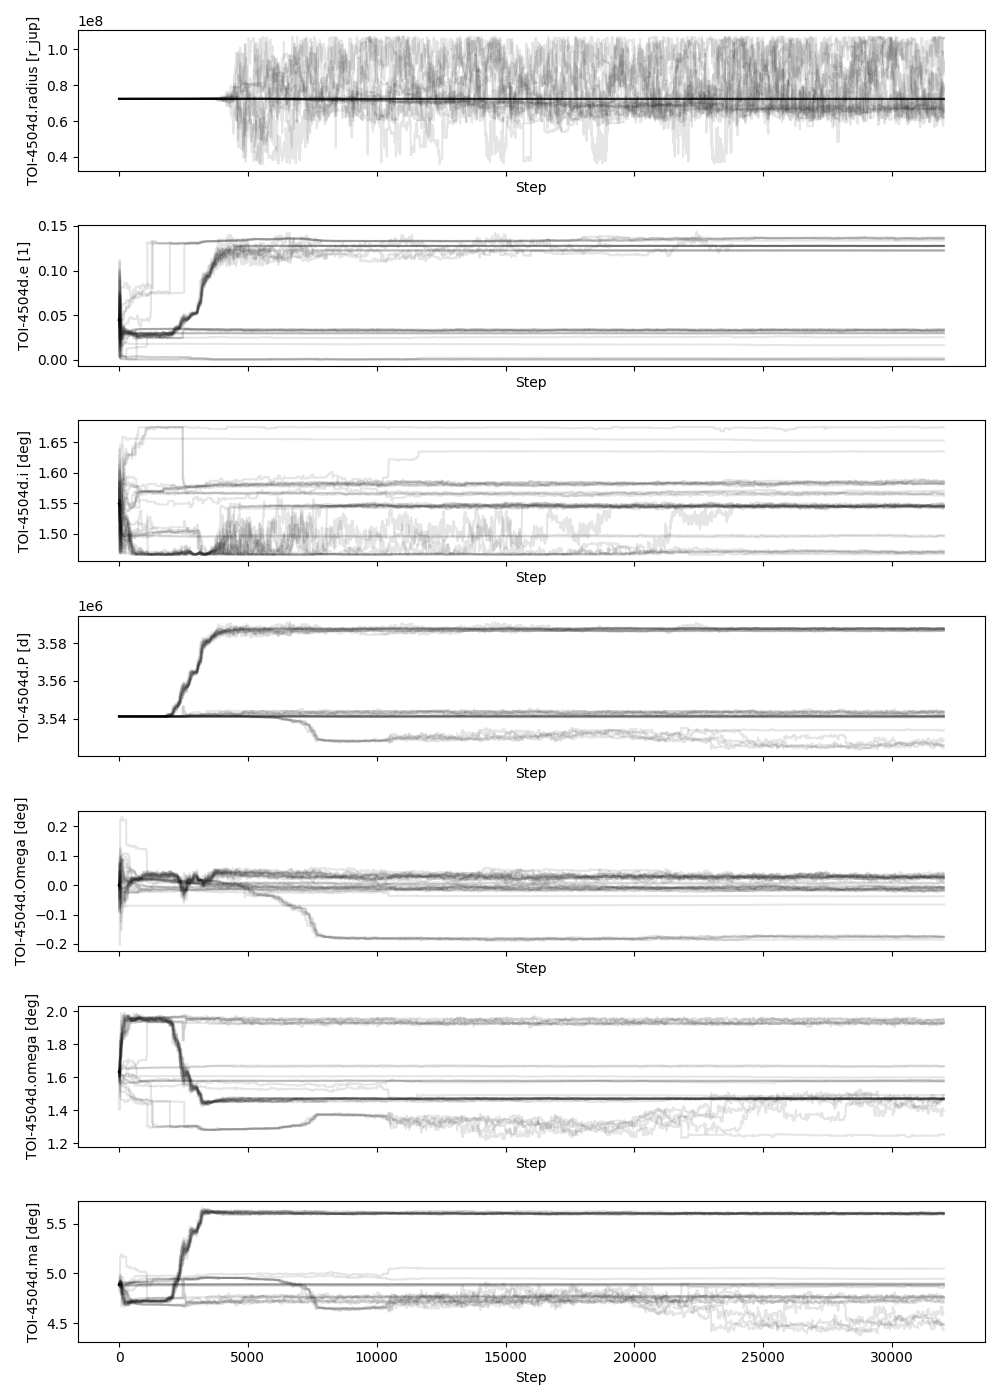 1e8
TOI-4504d.radius [r_jup]
1.0
0.8
0.6
0.4
Step
TOI-4504d.e [1]
0.15
0.10
0.05
0.00
Step
TOI-4504d.i [deg]
1.65
1.60
1.55
1.50
Step
1e6
TOI-4504d.P [d]
3.58
3.56
3.54
Step
TOI-4504d.Omega [deg]
0.2
0.1
0.0
−0.1
−0.2
Step
TOI-4504d.omega [deg]
2.0
1.8
1.6
1.4
1.2
Step
TOI-4504d.ma [deg]
5.5
5.0
4.5
0 5000 10000 15000 20000 25000 30000
Step